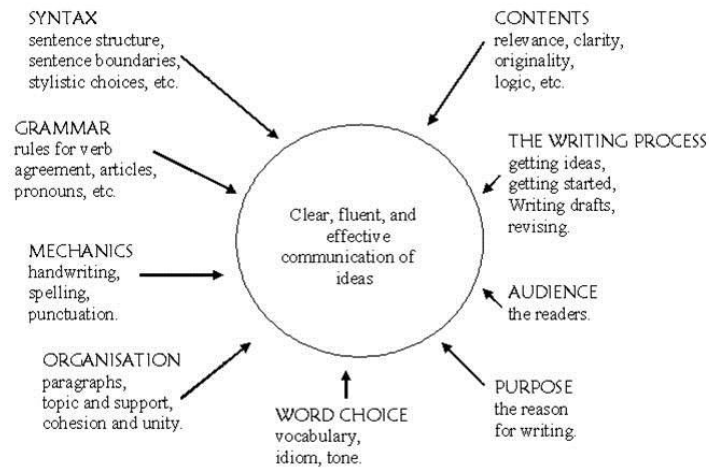 SYNTAX
sentence structure,
sentence boundaries,
stylistic choices, etc.
CONTENTS
relevance, clarity,
originality,
logic, etc.
GRAMMAR
rules for verb
agreement, articles,
pronouns, etc.
THE WRITING PROCESS
getting ideas,
getting started,
Writing drafts,
revising.
Clear, fluent, and
effective
communication of
ideas
MECHANICS
handwriting,
spelling,
punctuation.
AUDIENCE
the readers.
ORGANISATION
paragraphs,
topic and support,
cohesion and unity.
WORD CHOICE
vocabulary,
idiom, tone.
PURPOSE
the reason
for writing.